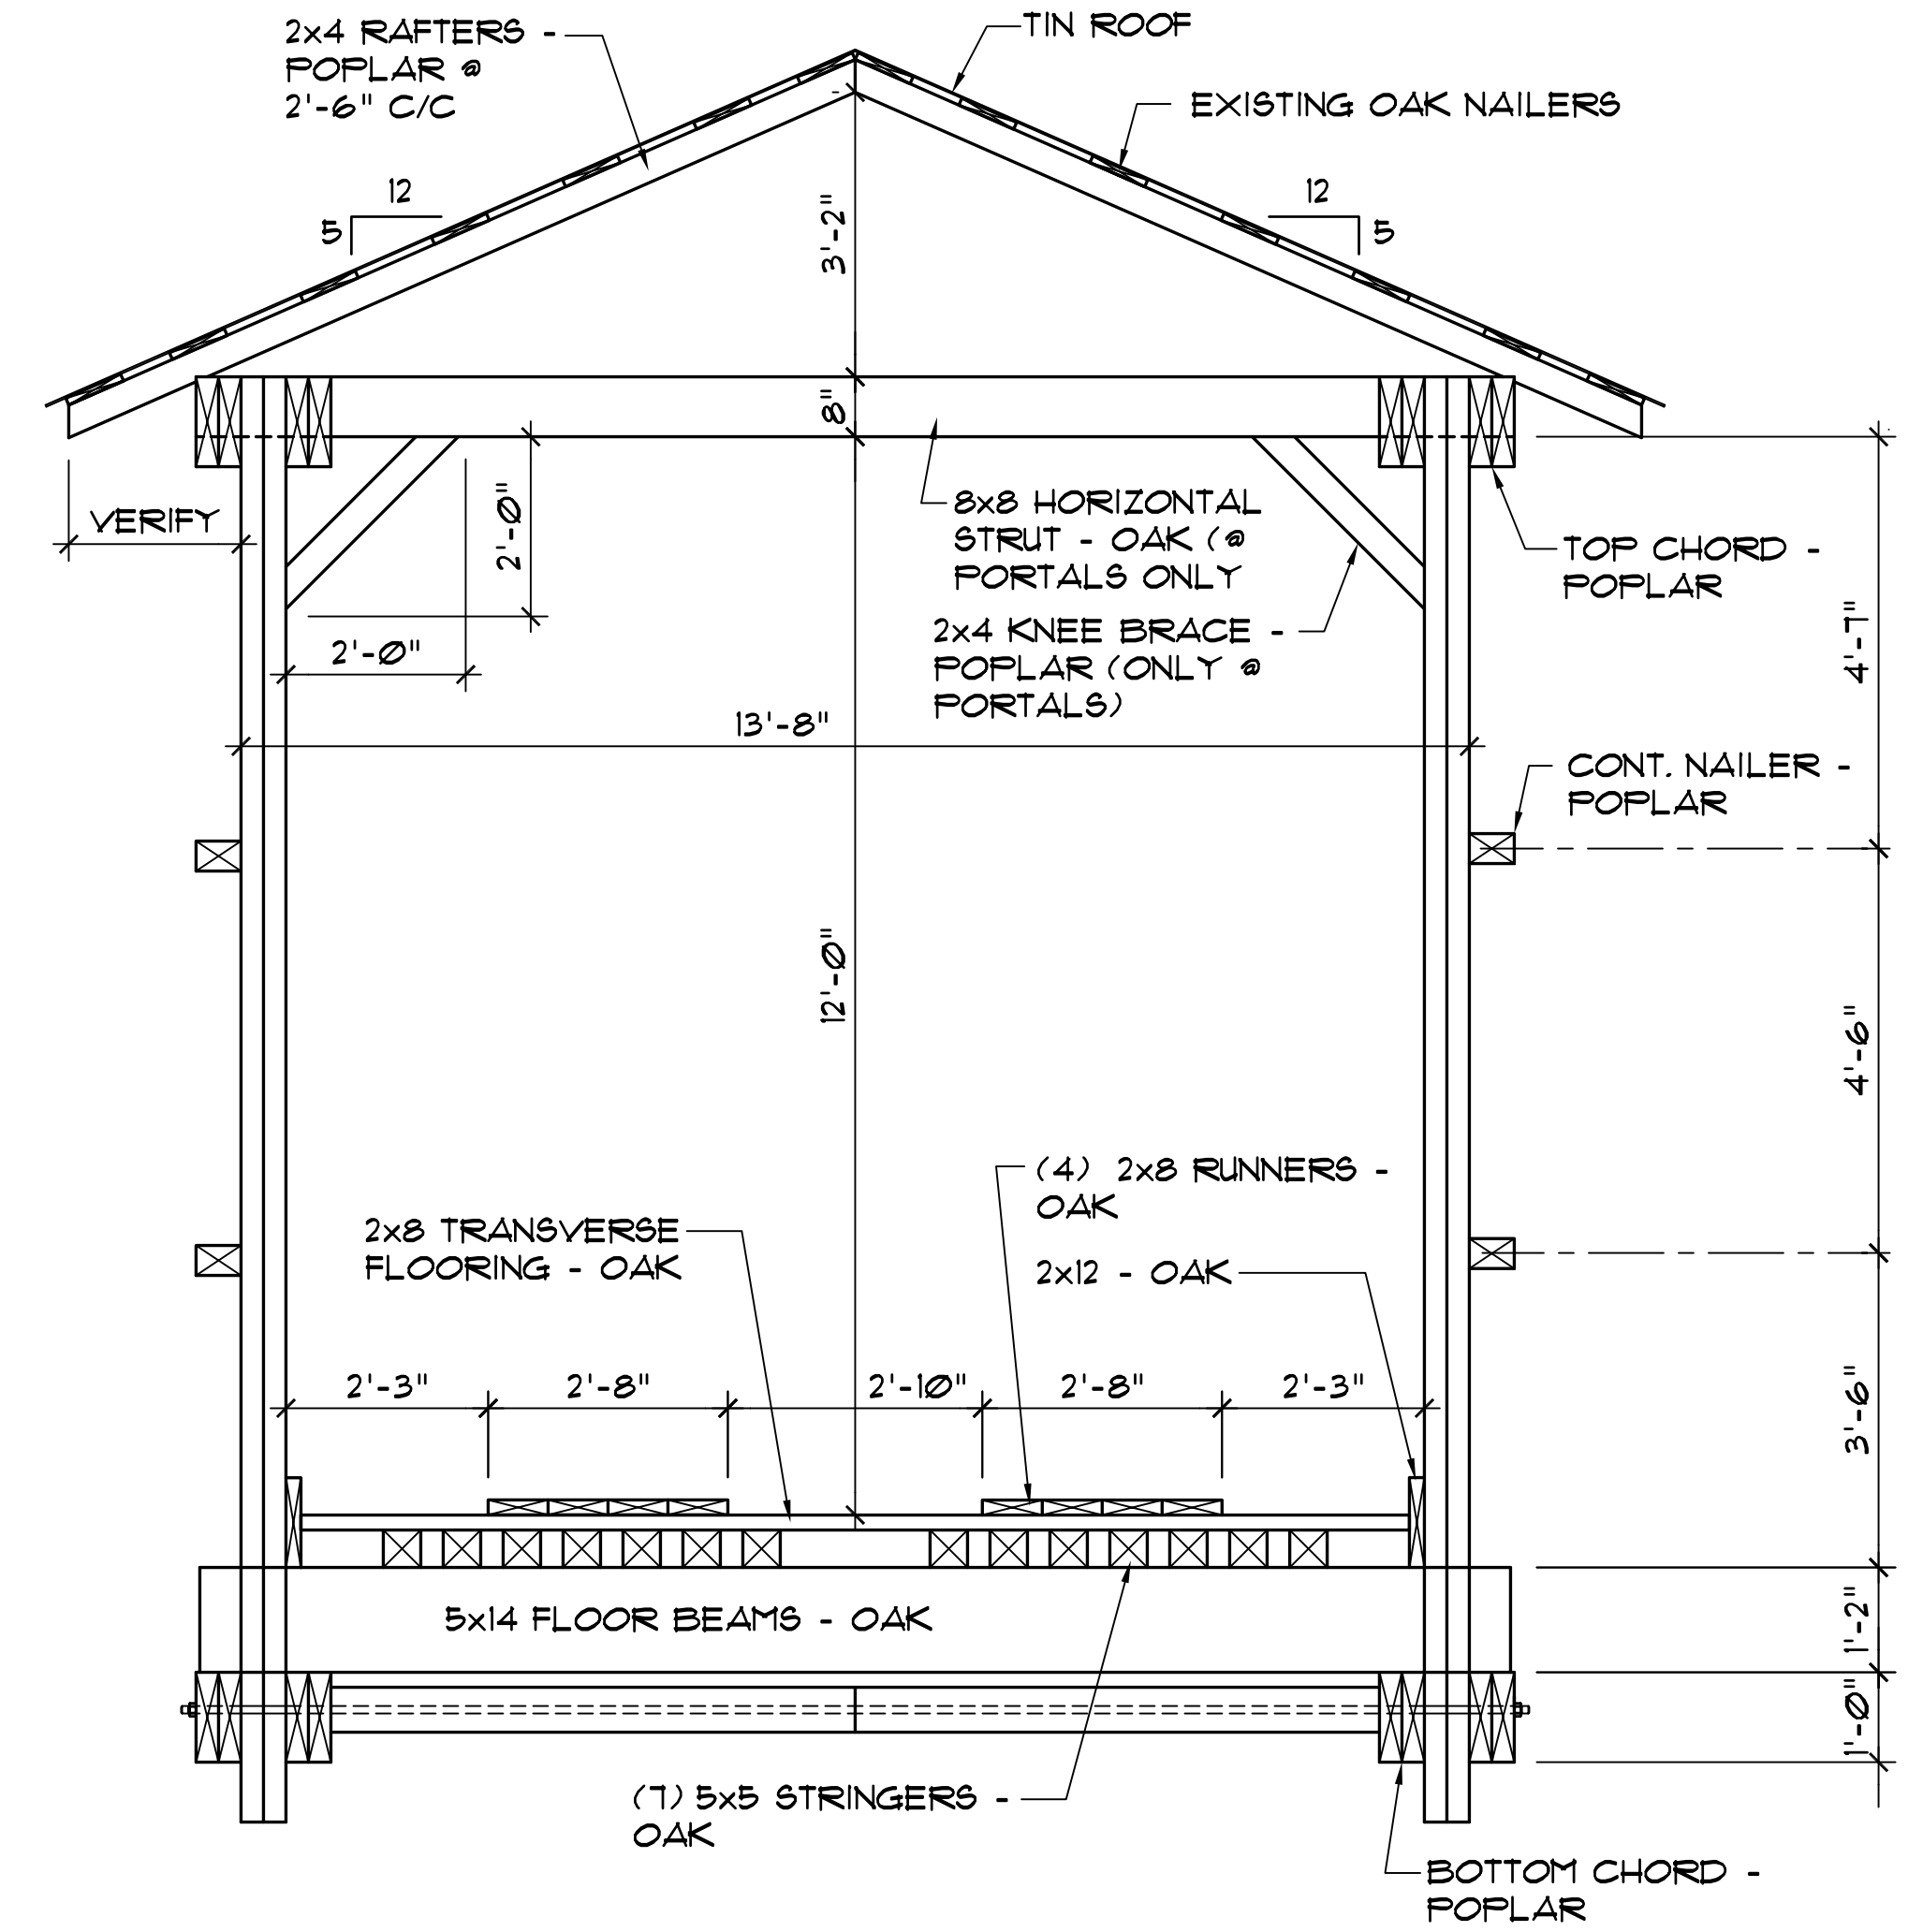 2x4 RAFTERS -
POPLAR @
2'-6" C/C
TIN ROOF
EXISTING OAK NAILERS
12
5
12
5
3'-2"
8"
VERIFY
2'-0"
2'-0"
8x8 HORIZONTAL
STRUT - OAK (@
PORTALS ONLY
TOP CHORD -
POPLAR
2x4 KNEE BRACE -
POPLAR (ONLY @
PORTALS)
4'-7"
13'-8"
CONT. NAILER -
POPLAR
12'-0"
4'-6"
(4) 2x8 RUNNERS -
OAK
2x8 TRANSVERSE
FLOORING - OAK
2x12 - OAK
2'-3"
2'-8"
2'-10"
2'-8"
2'-3"
3'-6"
5x14 FLOOR BEAMS - OAK
1'-2"
1'-0"
(7) 5x5 STRINGERS -
OAK
BOTTOM CHORD -
POPLAR